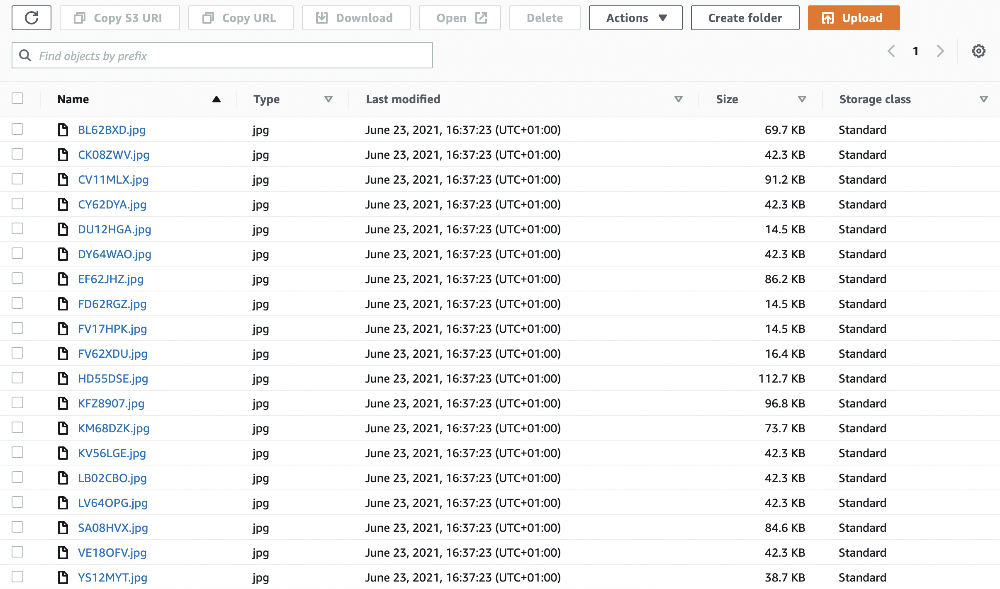 Copy S3 URI Copy URL Download Open Delete Actions Create folder Upload
Find objects by prefix 1
Name Type Last modified Size Storage class
BL62BXD.jpg jpg June 23, 2021, 16:37:23 (UTC+01:00) 69.7 KB Standard
CK08ZWV.jpg jpg June 23, 2021, 16:37:23 (UTC+01:00) 42.3 KB Standard
CV11MLX.jpg jpg June 23, 2021, 16:37:23 (UTC+01:00) 91.2 KB Standard
CY62DYA.jpg jpg June 23, 2021, 16:37:23 (UTC+01:00) 42.3 KB Standard
DU12HGA.jpg jpg June 23, 2021, 16:37:23 (UTC+01:00) 14.5 KB Standard
DY64WAO.jpg jpg June 23, 2021, 16:37:23 (UTC+01:00) 42.3 KB Standard
EF62JHZ.jpg jpg June 23, 2021, 16:37:23 (UTC+01:00) 86.2 KB Standard
FD62RGZ.jpg jpg June 23, 2021, 16:37:23 (UTC+01:00) 14.5 KB Standard
FV17HPK.jpg jpg June 23, 2021, 16:37:23 (UTC+01:00) 14.5 KB Standard
FV62XDU.jpg jpg June 23, 2021, 16:37:23 (UTC+01:00) 16.4 KB Standard
HD55DSE.jpg jpg June 23, 2021, 16:37:23 (UTC+01:00) 112.7 KB Standard
KFZ8907.jpg jpg June 23, 2021, 16:37:23 (UTC+01:00) 96.8 KB Standard
KM68DZK.jpg jpg June 23, 2021, 16:37:23 (UTC+01:00) 73.7 KB Standard
KV56LGE.jpg jpg June 23, 2021, 16:37:23 (UTC+01:00) 42.3 KB Standard
LB02CBO.jpg jpg June 23, 2021, 16:37:23 (UTC+01:00) 42.3 KB Standard
LV64OPG.jpg jpg June 23, 2021, 16:37:23 (UTC+01:00) 42.3 KB Standard
SA08HVX.jpg jpg June 23, 2021, 16:37:23 (UTC+01:00) 84.6 KB Standard
VE18OFV.jpg jpg June 23, 2021, 16:37:23 (UTC+01:00) 42.3 KB Standard
YS12MYT.jpg jpg June 23, 2021, 16:37:23 (UTC+01:00) 38.7 KB Standard